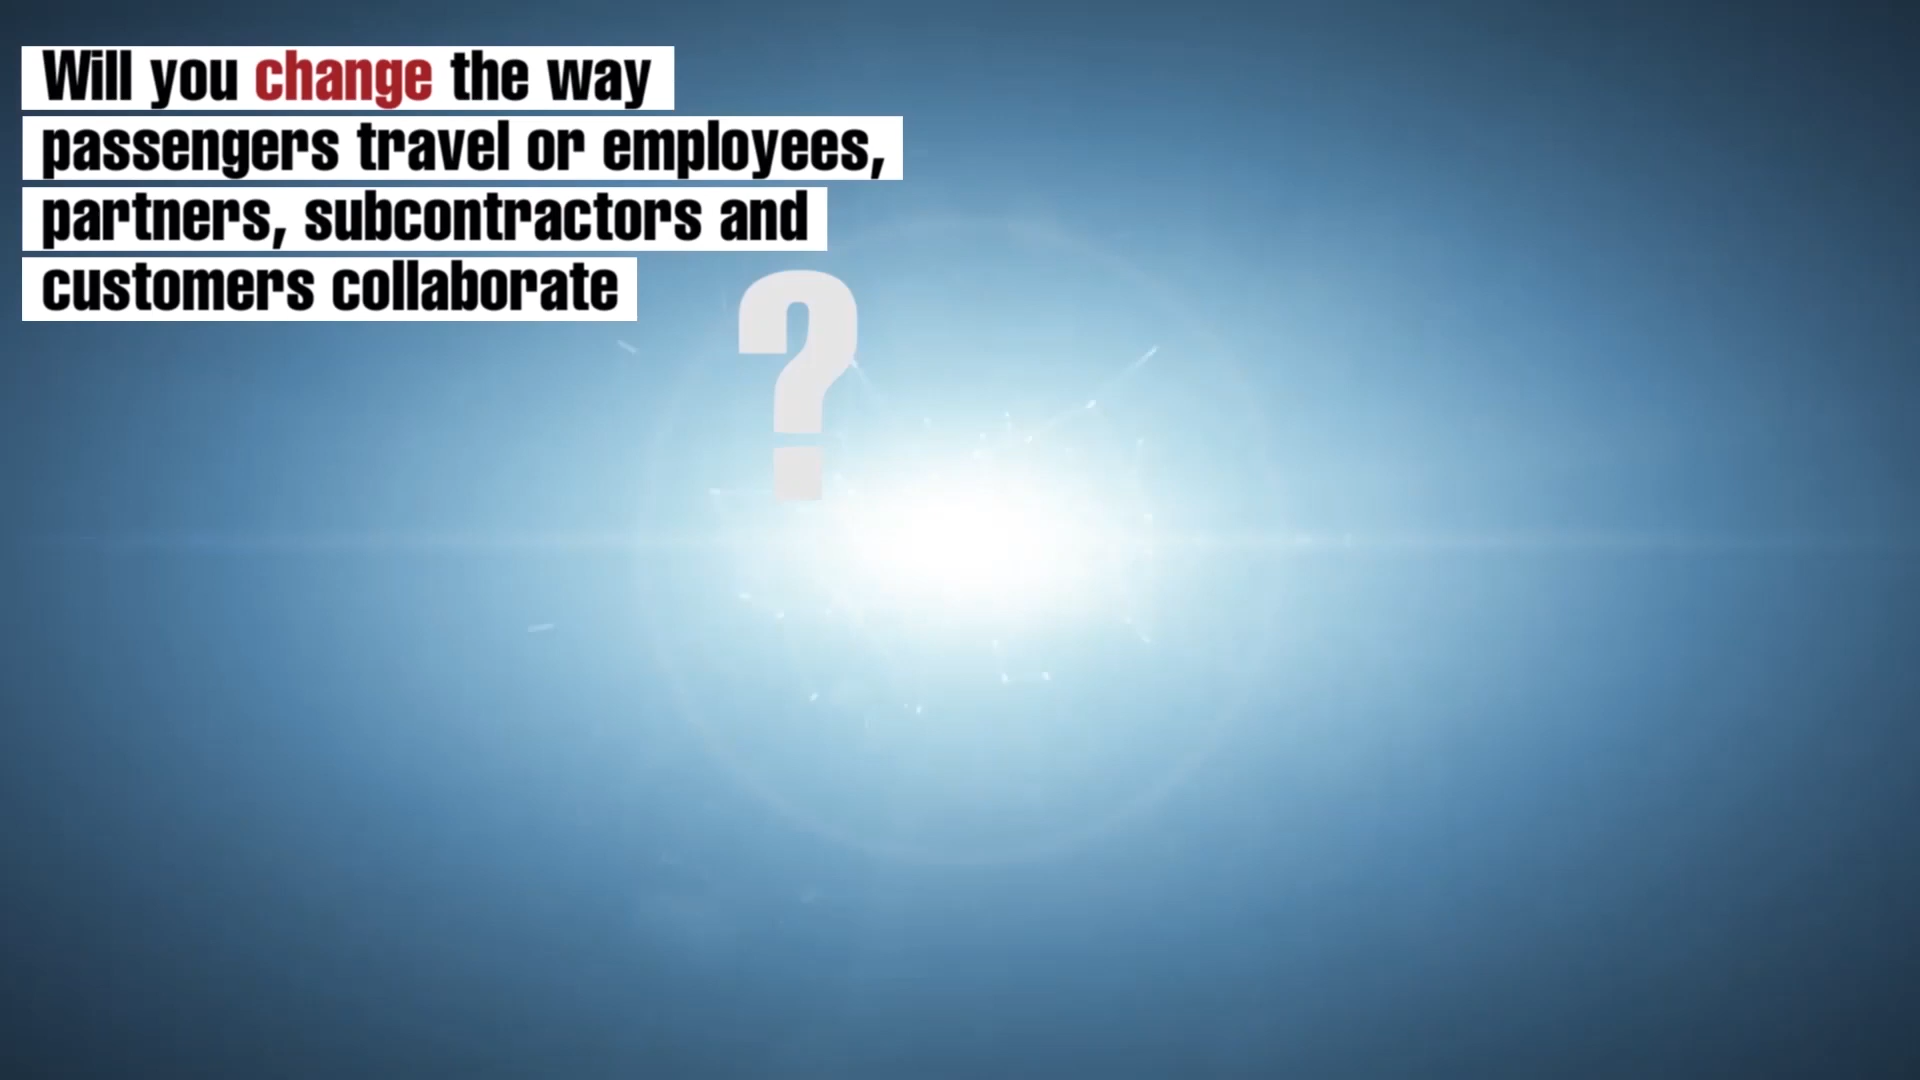 Will you change the way
passengers travel or employees,
partners, subcontractors and
customers collaborate
?